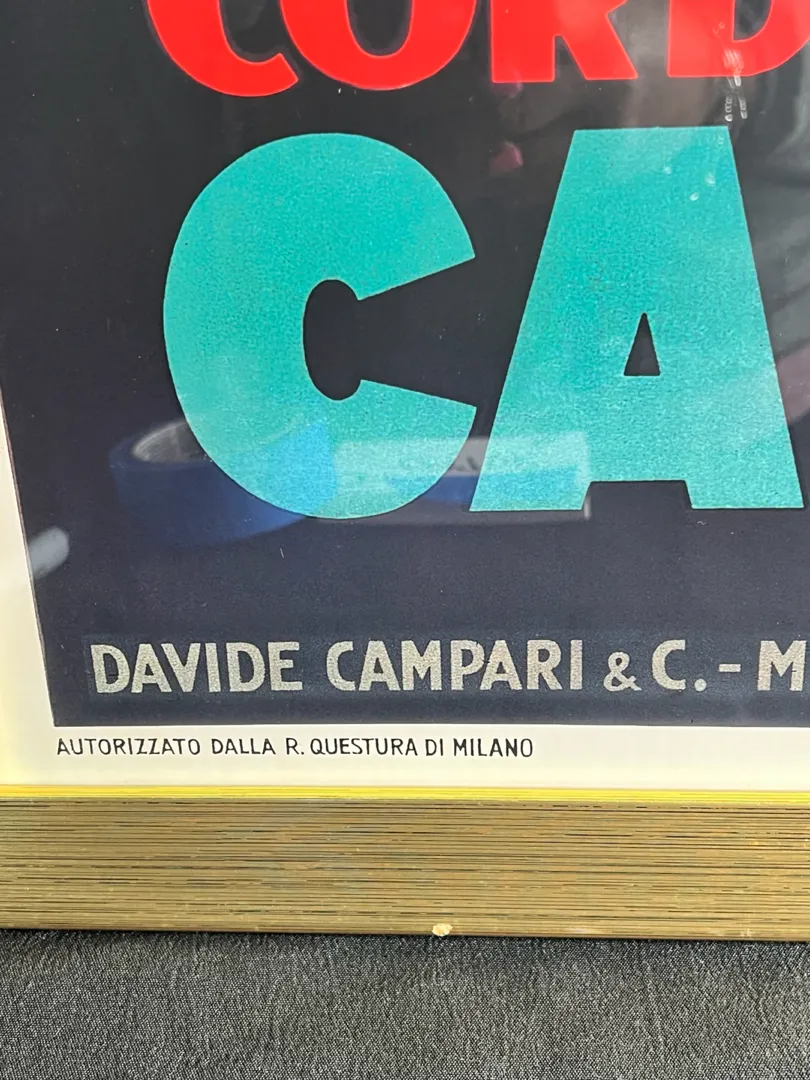 CORD
CA
DAVIDE CAMPARI & C. - M
AUTORIZZATO DALLA R. QUESTURA DI MILANO